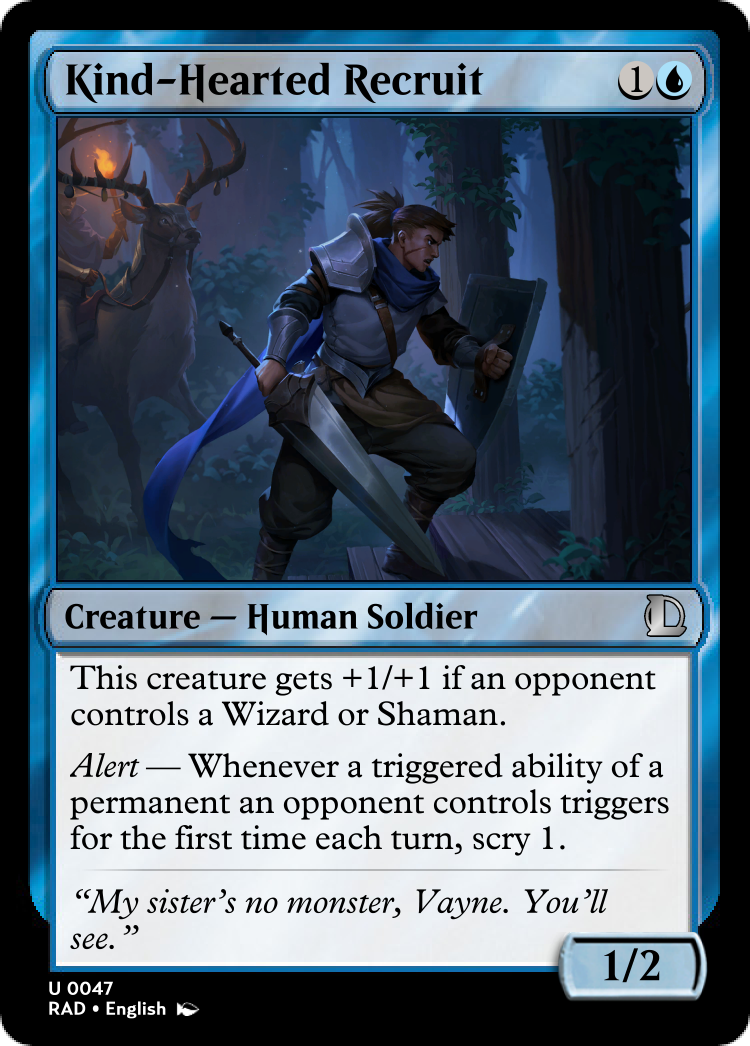 Kind-Hearted Recruit
1
Creature — Human Soldier
This creature gets +1/+1 if an opponent
controls a Wizard or Shaman.
Alert — Whenever a triggered ability of a
permanent an opponent controls triggers
for the first time each turn, scry 1.
“My sister’s no monster, Vayne. You’ll
see.”
1/2
U 0047
RAD • English